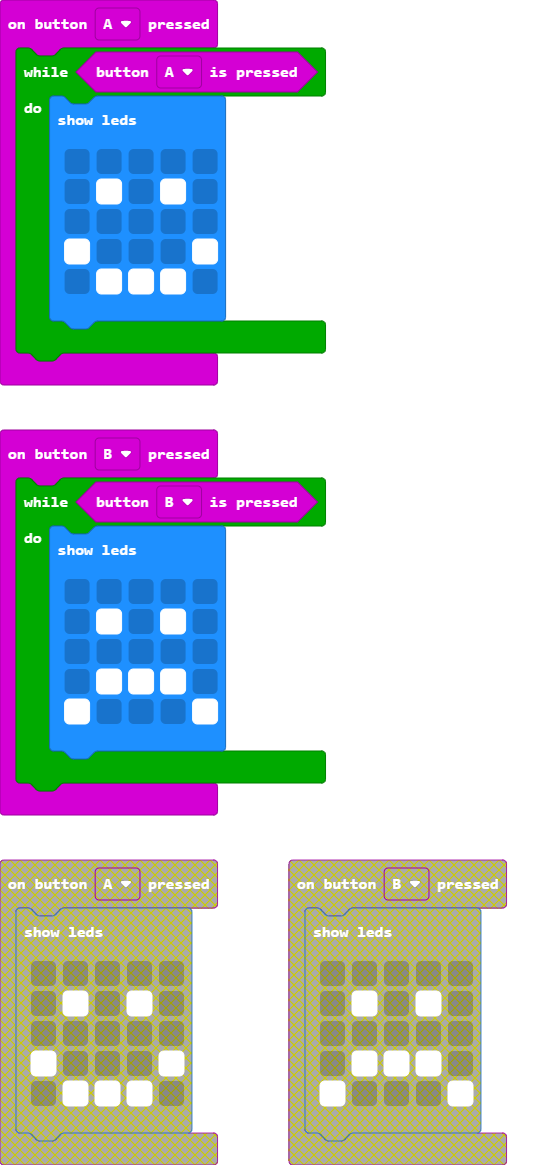 on button A pressed
while button A is pressed
do
show leds
on button B pressed
while button B is pressed
do
show leds
on button A pressed
show leds
on button B pressed
show leds